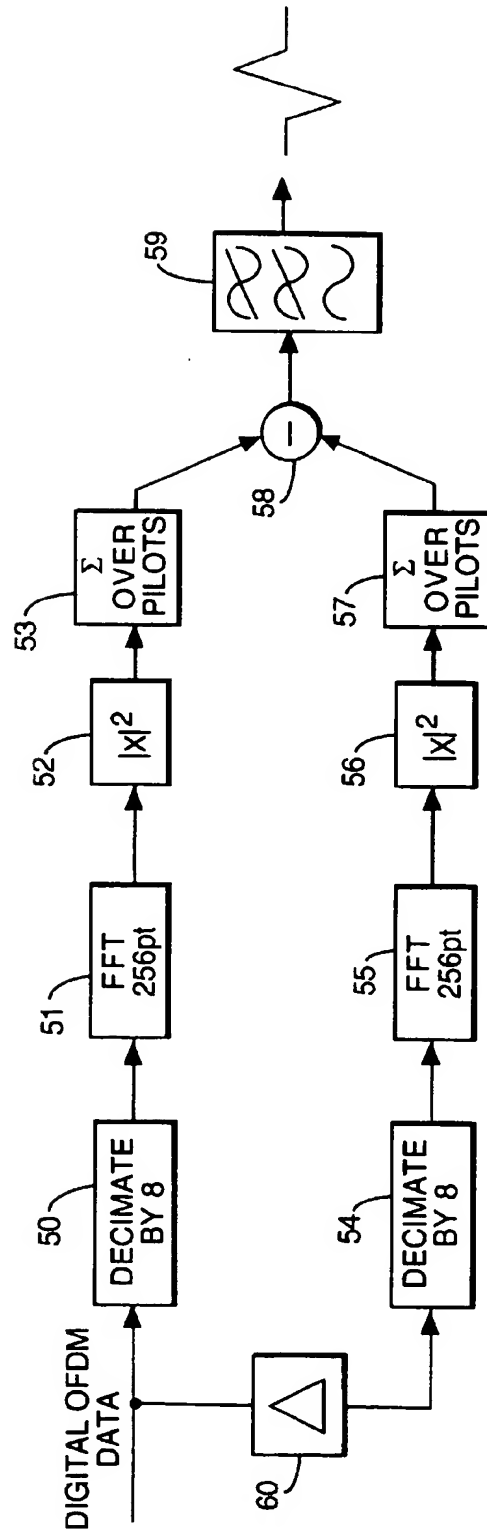 DIGITAL OFDM
DATA
50
DECIMATE
BY 8
51
FFT
256pt
52
|X|²
53
Σ
OVER
PILOTS
60
△
54
DECIMATE
BY 8
55
FFT
256pt
56
|X|²
57
Σ
OVER
PILOTS
58
−
59